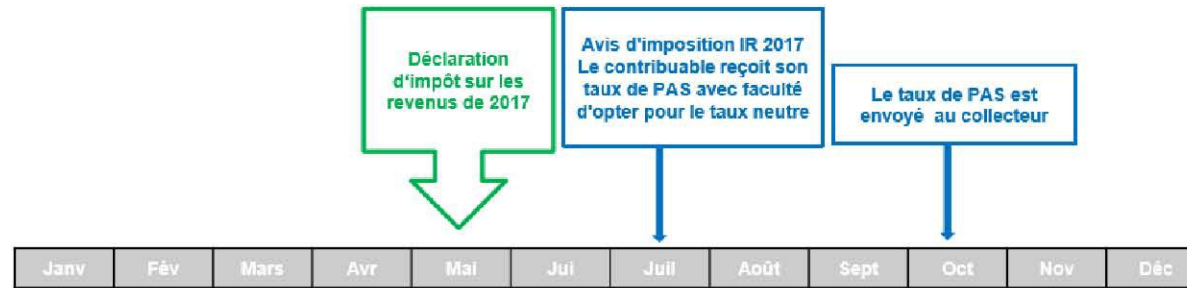 Déclaration
d'impôt sur les
revenus de 2017
Avis d'imposition IR 2017
Le contribuable reçoit son
taux de PAS avec faculté
d'opter pour le taux neutre
Le taux de PAS est
envoyé au collecteur
Janv Fév Mars Avr Mai Jui Juil Août Sept Oct Nov Déc